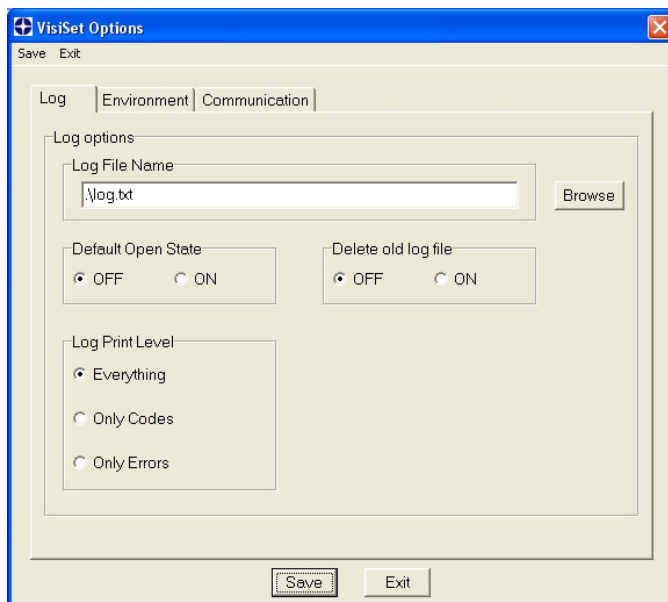 VisiSet Options
Save Exit
Log Environment Communication
Log options
Log File Name
.\log.txt
Browse
Default Open State Delete old log file
OFF ON OFF ON
Log Print Level
Everything
Only Codes
Only Errors
Save Exit